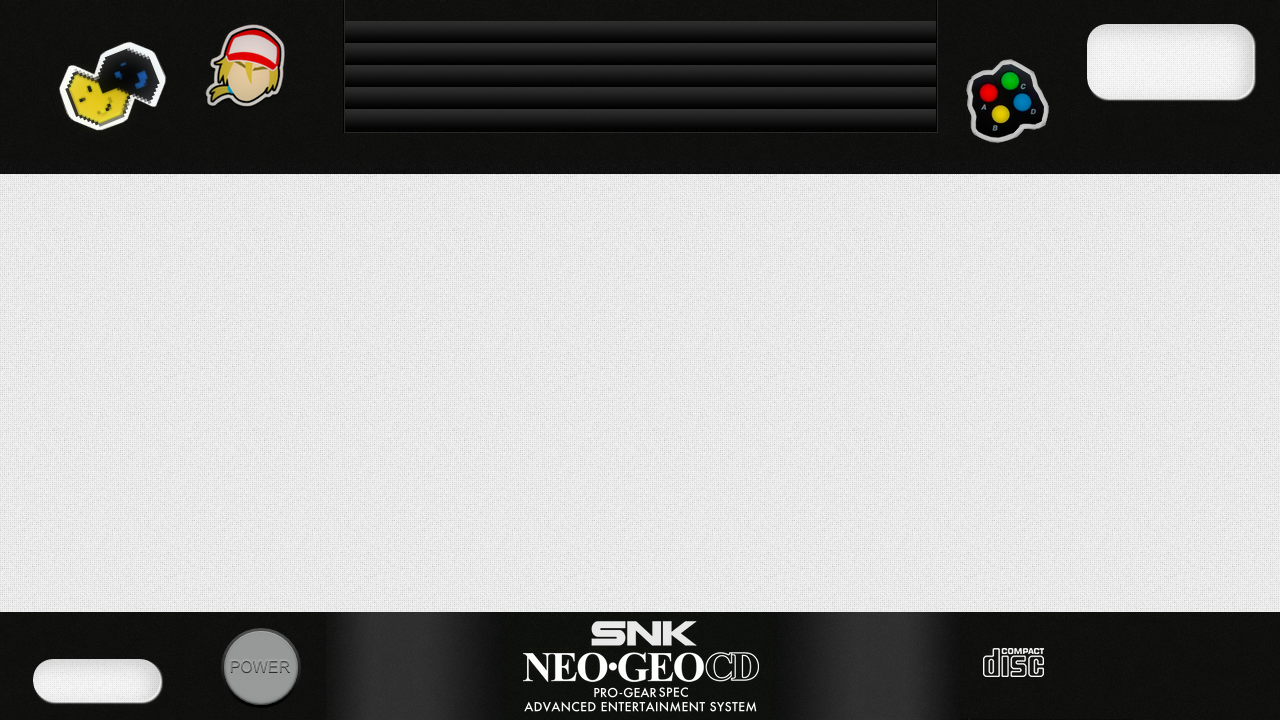 A
C
B
D
POWER
SNK
NEO•GEO CD
PRO-GEAR SPEC
ADVANCED ENTERTAINMENT SYSTEM
COMPACT
disc